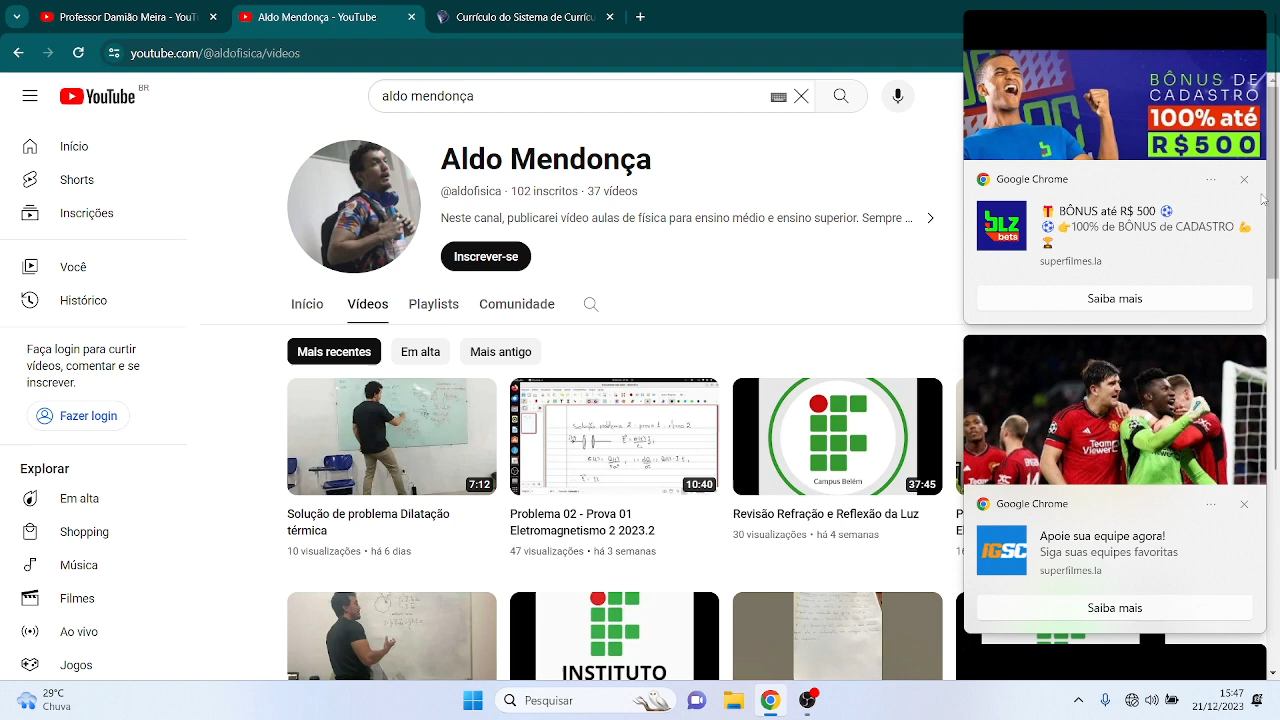 Professor Damião Meira - YouTu
Aldo Mendonça - YouTube
Currículo do Sistema de Currícu
youtube.com/@aldofisica/videos
YouTube
BR
aldo mendonça
Início
Shorts
Inscrições
Você
Histórico
Faça login para curtir
vídeos, comentar e se
inscrever.
Fazer login
Explorar
Em alta
Shopping
Música
Filmes
Ao vivo
Jogos
Aldo Mendonça
@aldofisica • 102 inscritos • 37 vídeos
Neste canal, publicarei vídeo aulas de física para ensino médio e ensino superior. Sempre ...
Inscrever-se
Início
Vídeos
Playlists
Comunidade
Mais recentes
Em alta
Mais antigo
7:12
Solução de problema Dilatação
térmica
10 visualizações • há 6 dias
10:40
Problema 02 - Prova 01
Eletromagnetismo 2 2023.2
47 visualizações • há 3 semanas
Campus Belém
37:45
Revisão Refração e Reflexão da Luz
30 visualizações • há 4 semanas
INSTITUTO
BÔNUS DE
CADASTRO
100% até
R$500
Google Chrome
blz
bets
BÔNUS até R$ 500
100% de BÔNUS de CADASTRO
superfilmes.la
Saiba mais
TeamViewer
Google Chrome
IGSC
Apoie sua equipe agora!
Siga suas equipes favoritas
superfilmes.la
Saiba mais
29°C
Chuva
Pesquisar
15:47
21/12/2023